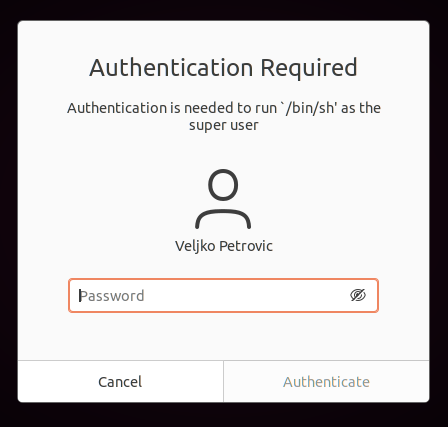 Authentication Required
Authentication is needed to run `/bin/sh' as the
super user
Veljko Petrovic
Password
Cancel
Authenticate